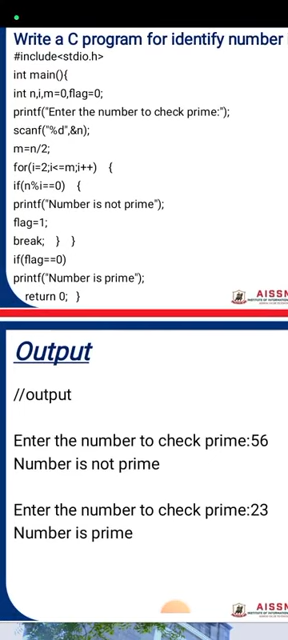 Write a C program for identify number
#include<stdio.h>
int main(){
int n,i,m=0,flag=0;
printf("Enter the number to check prime:");
scanf("%d",&n);
m=n/2;
for(i=2;i<=m;i++) {
if(n%i==0) {
printf("Number is not prime");
flag=1;
break; } }
if(flag==0)
printf("Number is prime");
return 0; }
AISSM
Output
//output
Enter the number to check prime:56
Number is not prime
Enter the number to check prime:23
Number is prime
AISSM